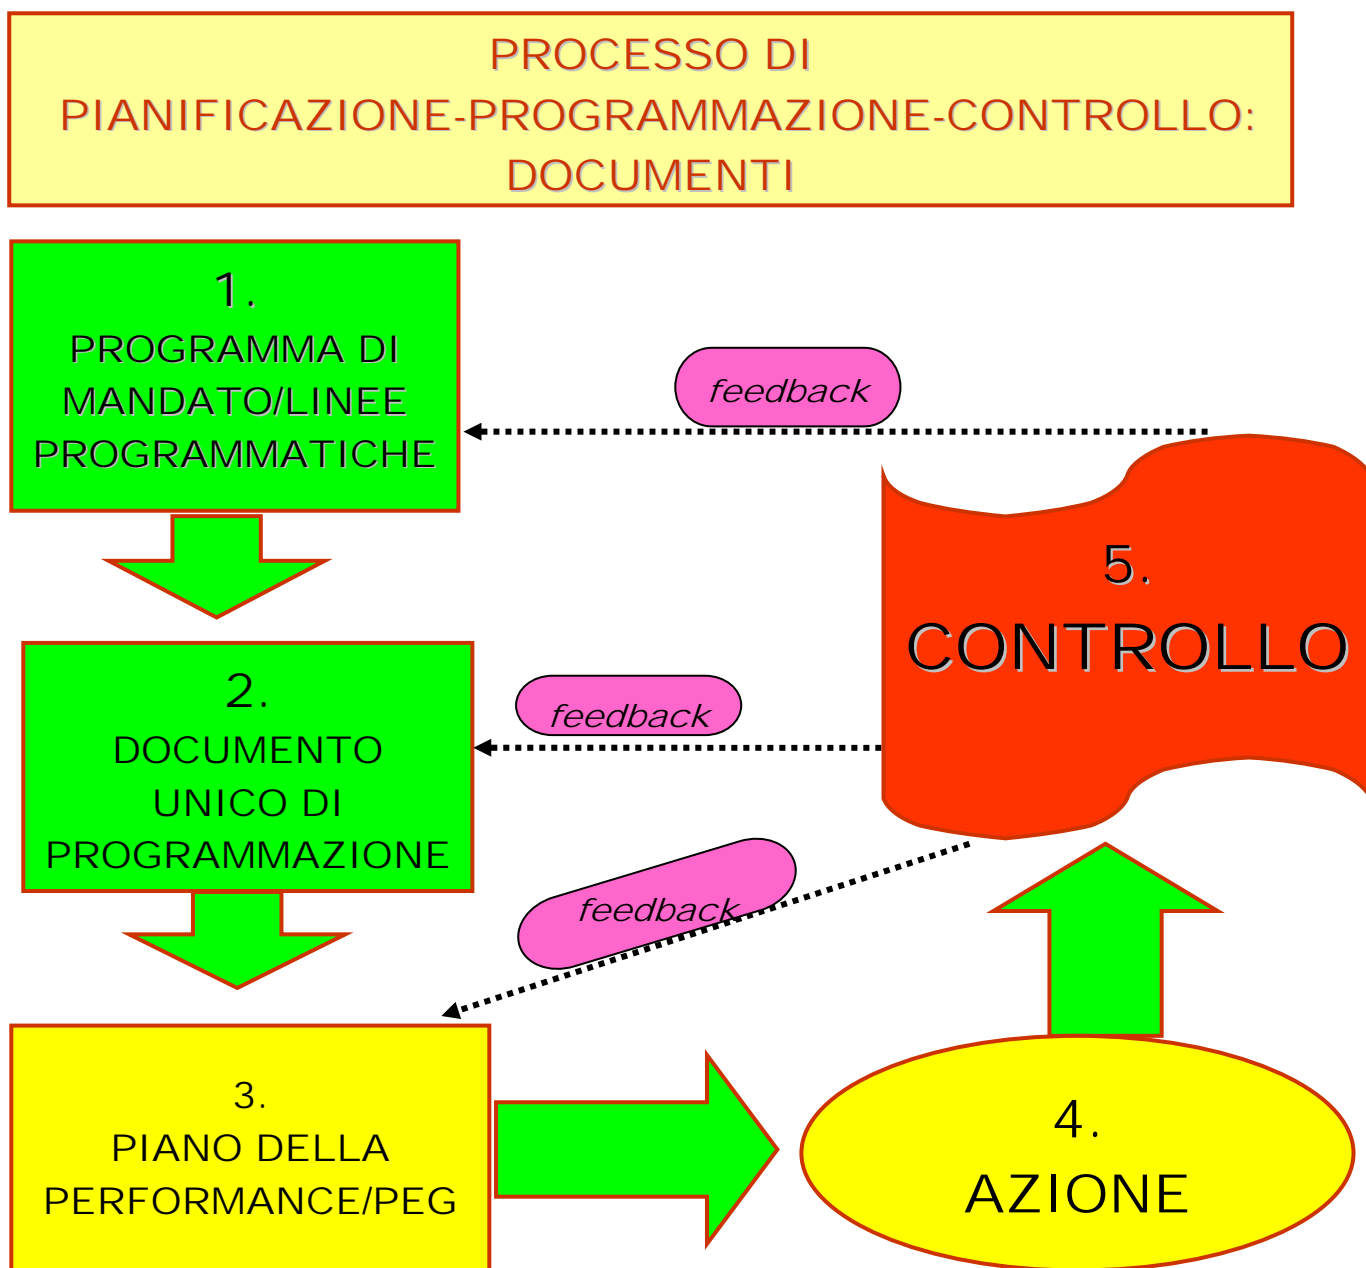 PROCESSO DI
PIANIFICAZIONE-PROGRAMMAZIONE-CONTROLLO:
DOCUMENTI
1.
PROGRAMMA DI
MANDATO/LINEE
PROGRAMMATICHE
feedback
5.
CONTROLLO
2.
DOCUMENTO
UNICO DI
PROGRAMMAZIONE
feedback
feedback
3.
PIANO DELLA
PERFORMANCE/PEG
4.
AZIONE